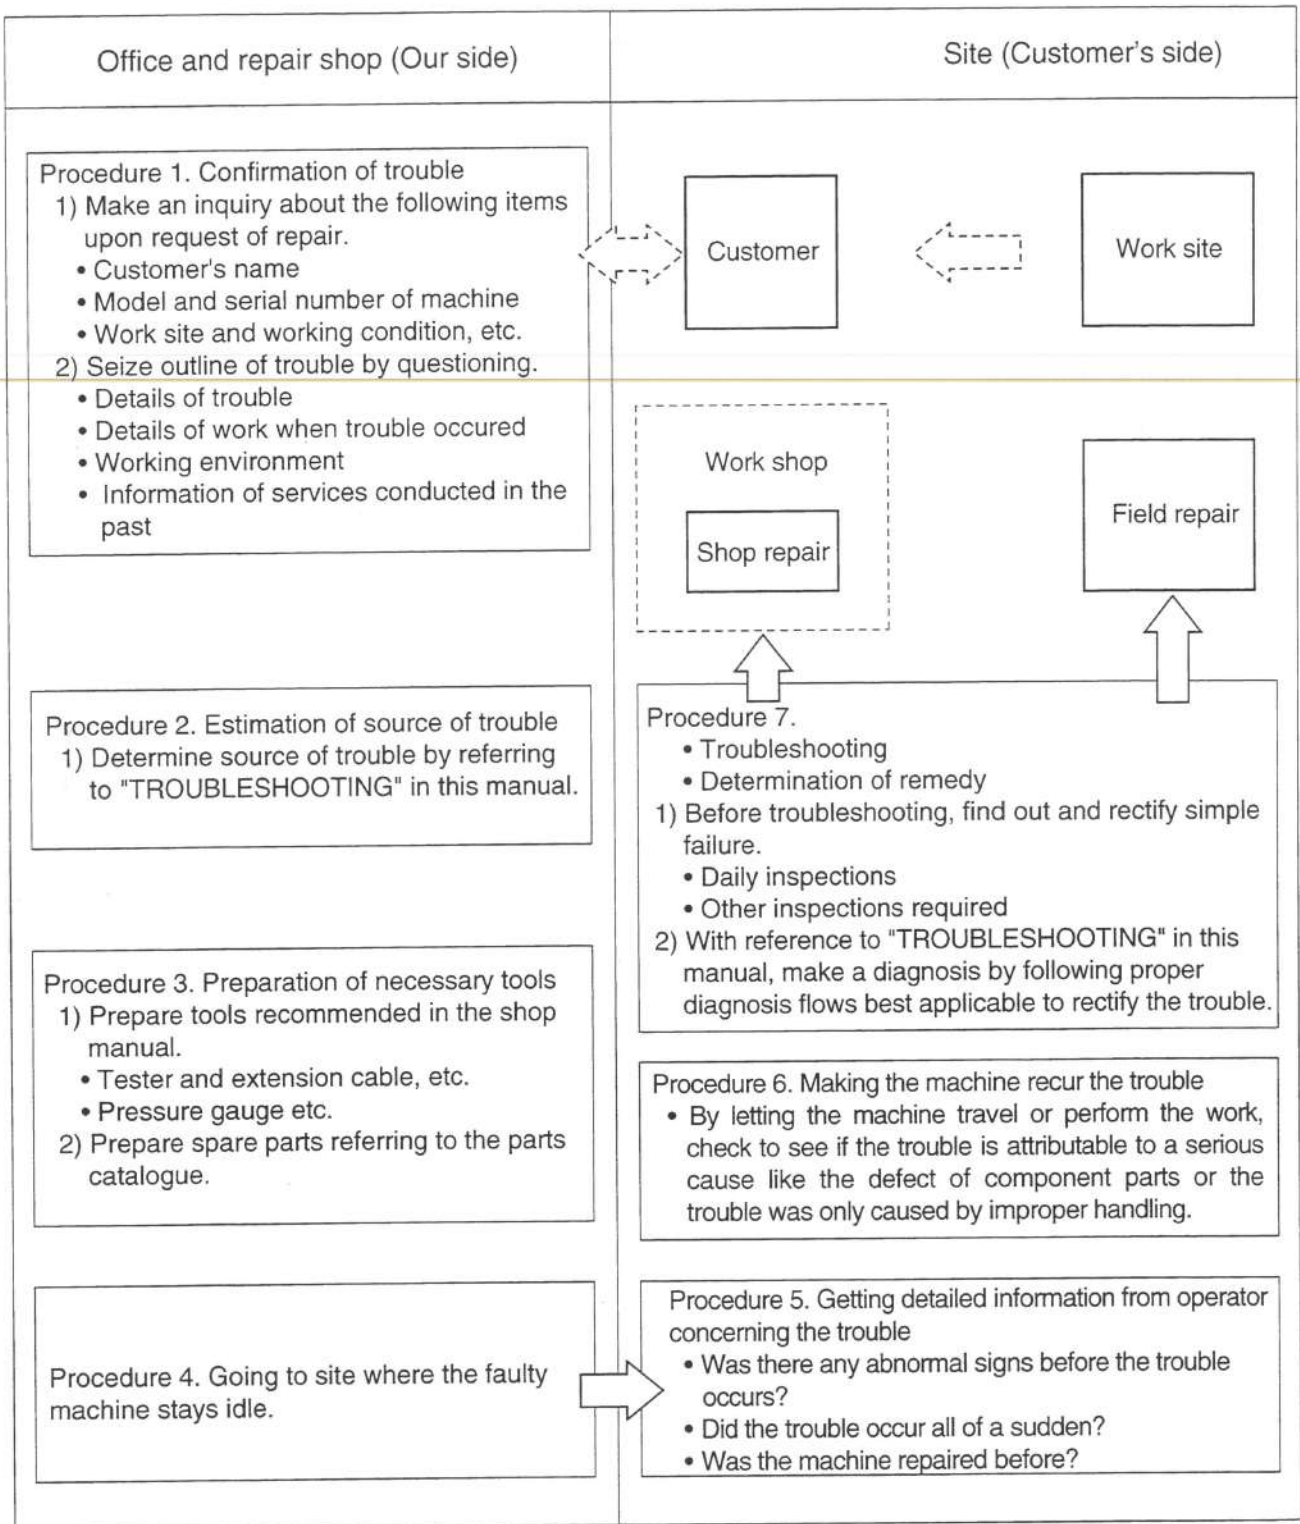 Office and repair shop (Our side)
Site (Customer's side)
Procedure 1. Confirmation of trouble
1) Make an inquiry about the following items
upon request of repair.
• Customer's name
• Model and serial number of machine
• Work site and working condition, etc.
2) Seize outline of trouble by questioning.
• Details of trouble
• Details of work when trouble occured
• Working environment
• Information of services conducted in the
past
Customer
Work site
Work shop
Shop repair
Field repair
Procedure 2. Estimation of source of trouble
1) Determine source of trouble by referring
to "TROUBLESHOOTING" in this manual.
Procedure 3. Preparation of necessary tools
1) Prepare tools recommended in the shop
manual.
• Tester and extension cable, etc.
• Pressure gauge etc.
2) Prepare spare parts referring to the parts
catalogue.
Procedure 4. Going to site where the faulty
machine stays idle.
Procedure 7.
• Troubleshooting
• Determination of remedy
1) Before troubleshooting, find out and rectify simple
failure.
• Daily inspections
• Other inspections required
2) With reference to "TROUBLESHOOTING" in this
manual, make a diagnosis by following proper
diagnosis flows best applicable to rectify the trouble.
Procedure 6. Making the machine recur the trouble
• By letting the machine travel or perform the work,
check to see if the trouble is attributable to a serious
cause like the defect of component parts or the
trouble was only caused by improper handling.
Procedure 5. Getting detailed information from operator
concerning the trouble
• Was there any abnormal signs before the trouble
occurs?
• Did the trouble occur all of a sudden?
• Was the machine repaired before?